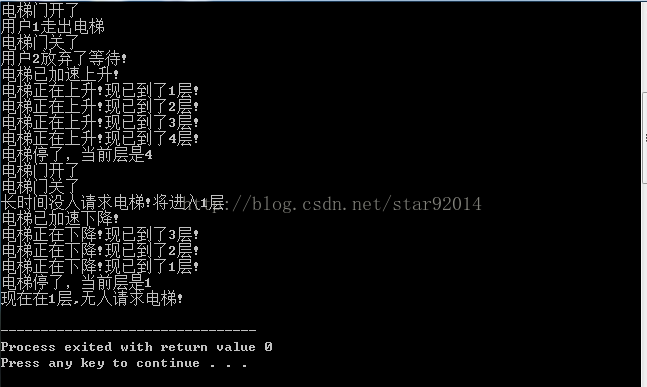 电梯门开了
用户1走出电梯
电梯门关了
用户2放弃了等待!
电梯已加速上升!
电梯正在上升!现已到了1层!
电梯正在上升!现已到了2层!
电梯正在上升!现已到了3层!
电梯正在上升!现已到了4层!
电梯停了, 当前层是4
电梯门开了
电梯门关了
长时间没人请求电梯!将进入1层
http://blog.csdn.net/star92014
电梯已加速下降!
电梯正在下降!现已到了3层!
电梯正在下降!现已到了2层!
电梯正在下降!现已到了1层!
电梯停了, 当前层是1
现在在1层,无人请求电梯!
--------------------------------
Process exited with return value 0
Press any key to continue . . .